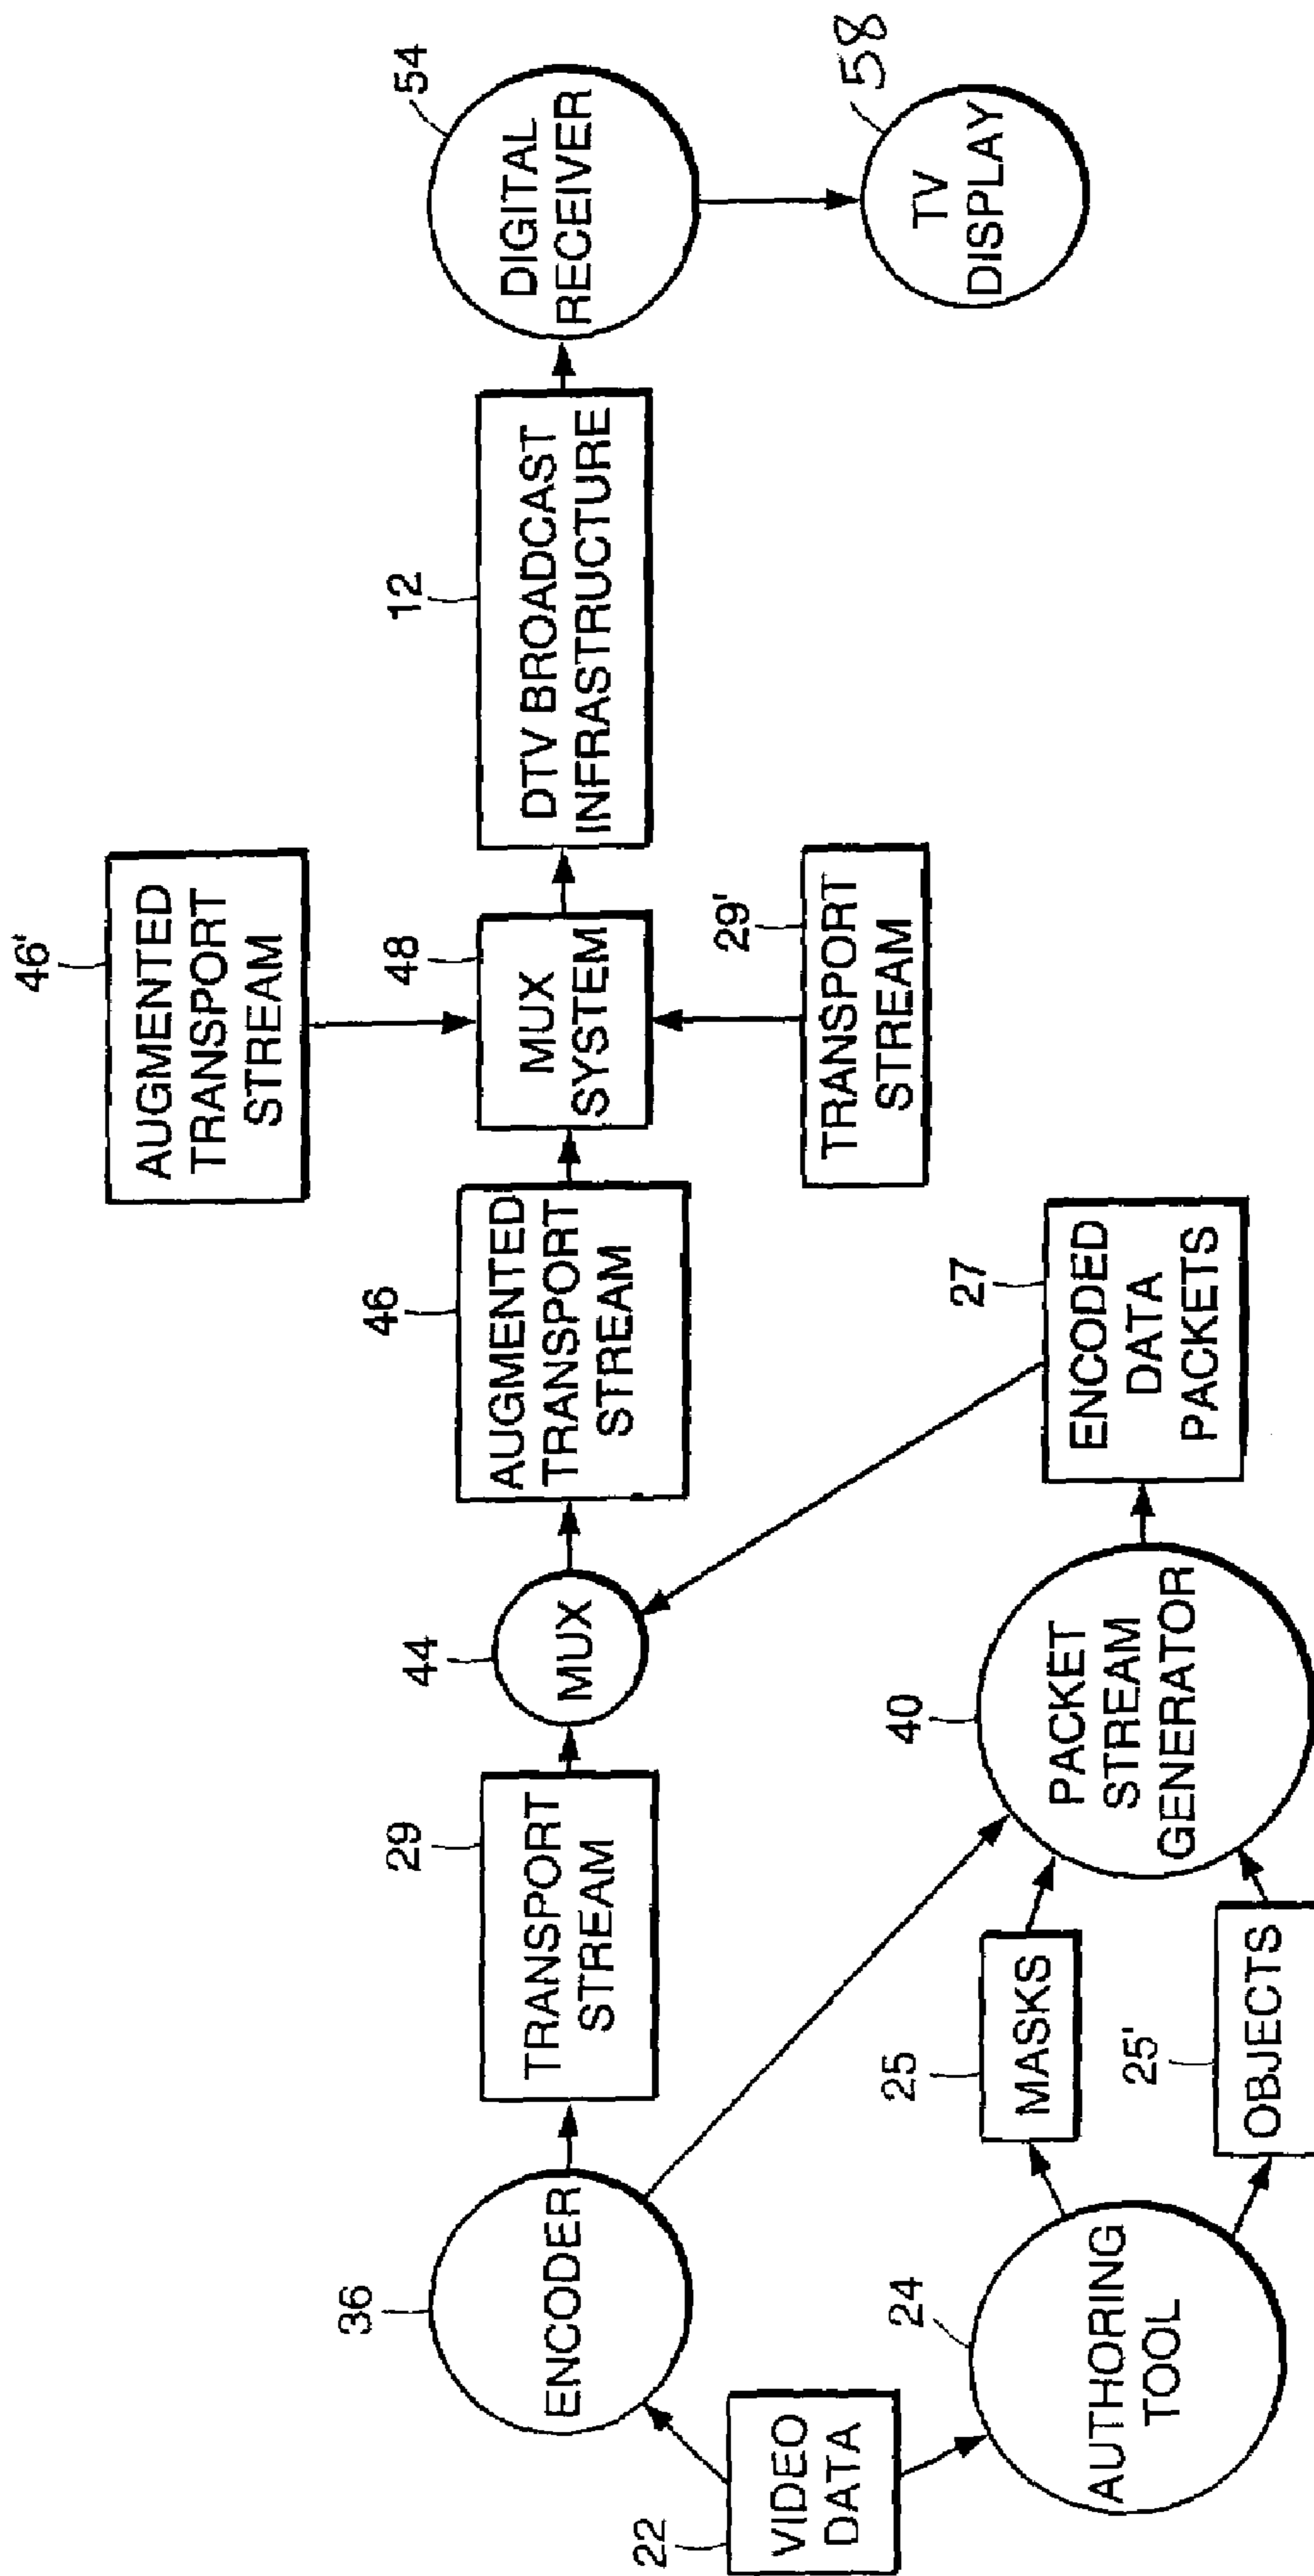 22
VIDEO
DATA
36
ENCODER
24
AUTHORING
TOOL
29
TRANSPORT
STREAM
25
MASKS
25'
OBJECTS
44
MUX
40
PACKET
STREAM
GENERATOR
46
AUGMENTED
TRANSPORT
STREAM
27
ENCODED
DATA
PACKETS
46'
AUGMENTED
TRANSPORT
STREAM
48
MUX
SYSTEM
29'
TRANSPORT
STREAM
12
DTV BROADCAST
INFRASTRUCTURE
54
DIGITAL
RECEIVER
58
TV
DISPLAY